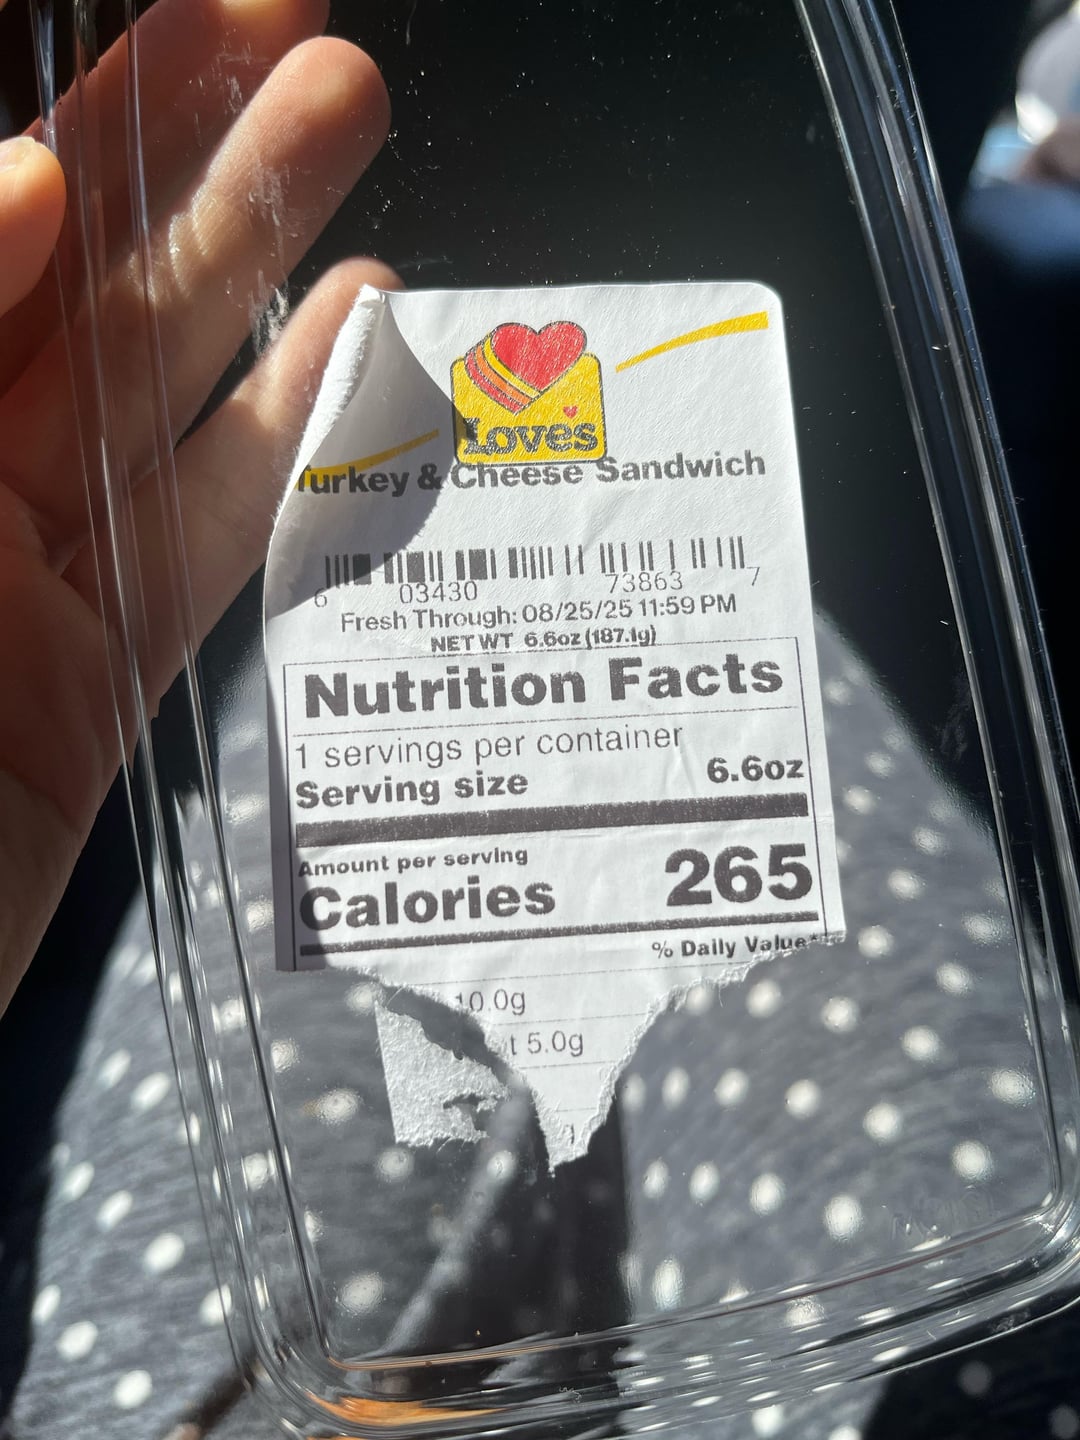 Loves
Turkey & Cheese Sandwich
6 03430 73863 7
Fresh Through: 08/25/25 11:59 PM
NET WT 6.6oz (187.1g)
Nutrition Facts
1 servings per container
Serving size 6.6oz
Amount per serving
Calories 265
% Daily Value*
10.0g
t 5.0g